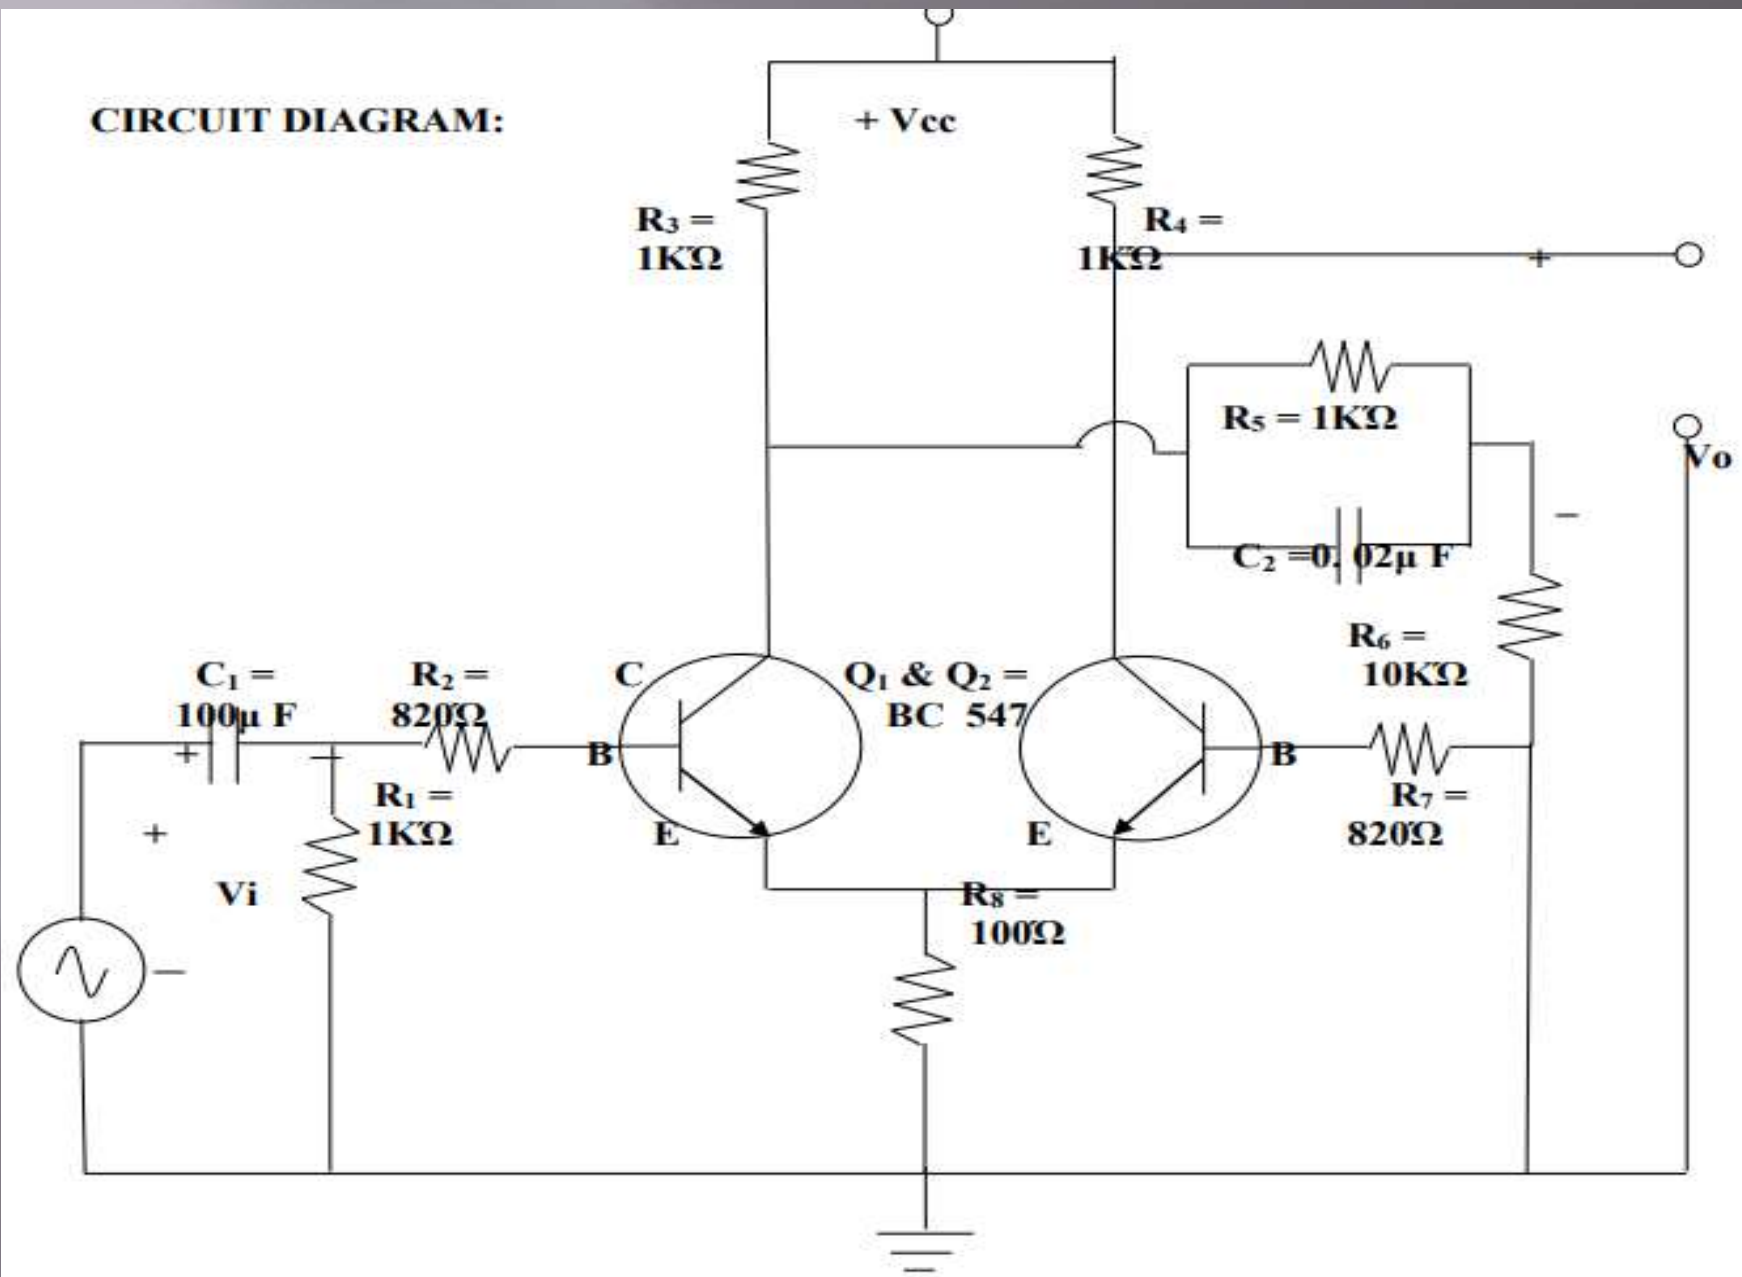 CIRCUIT DIAGRAM:
+ Vcc
R₃ =
1KΩ
R₄ =
1KΩ
+
R₅ = 1KΩ
Vo
C₂ =0. 02µ F
–
R₆ =
10KΩ
C₁ =
100µ F
R₂ =
820Ω
C
Q₁ & Q₂ =
BC 547
+
–
B
B
R₁ =
1KΩ
R₇ =
820Ω
+
E
E
Vi
R₈ =
100Ω
–